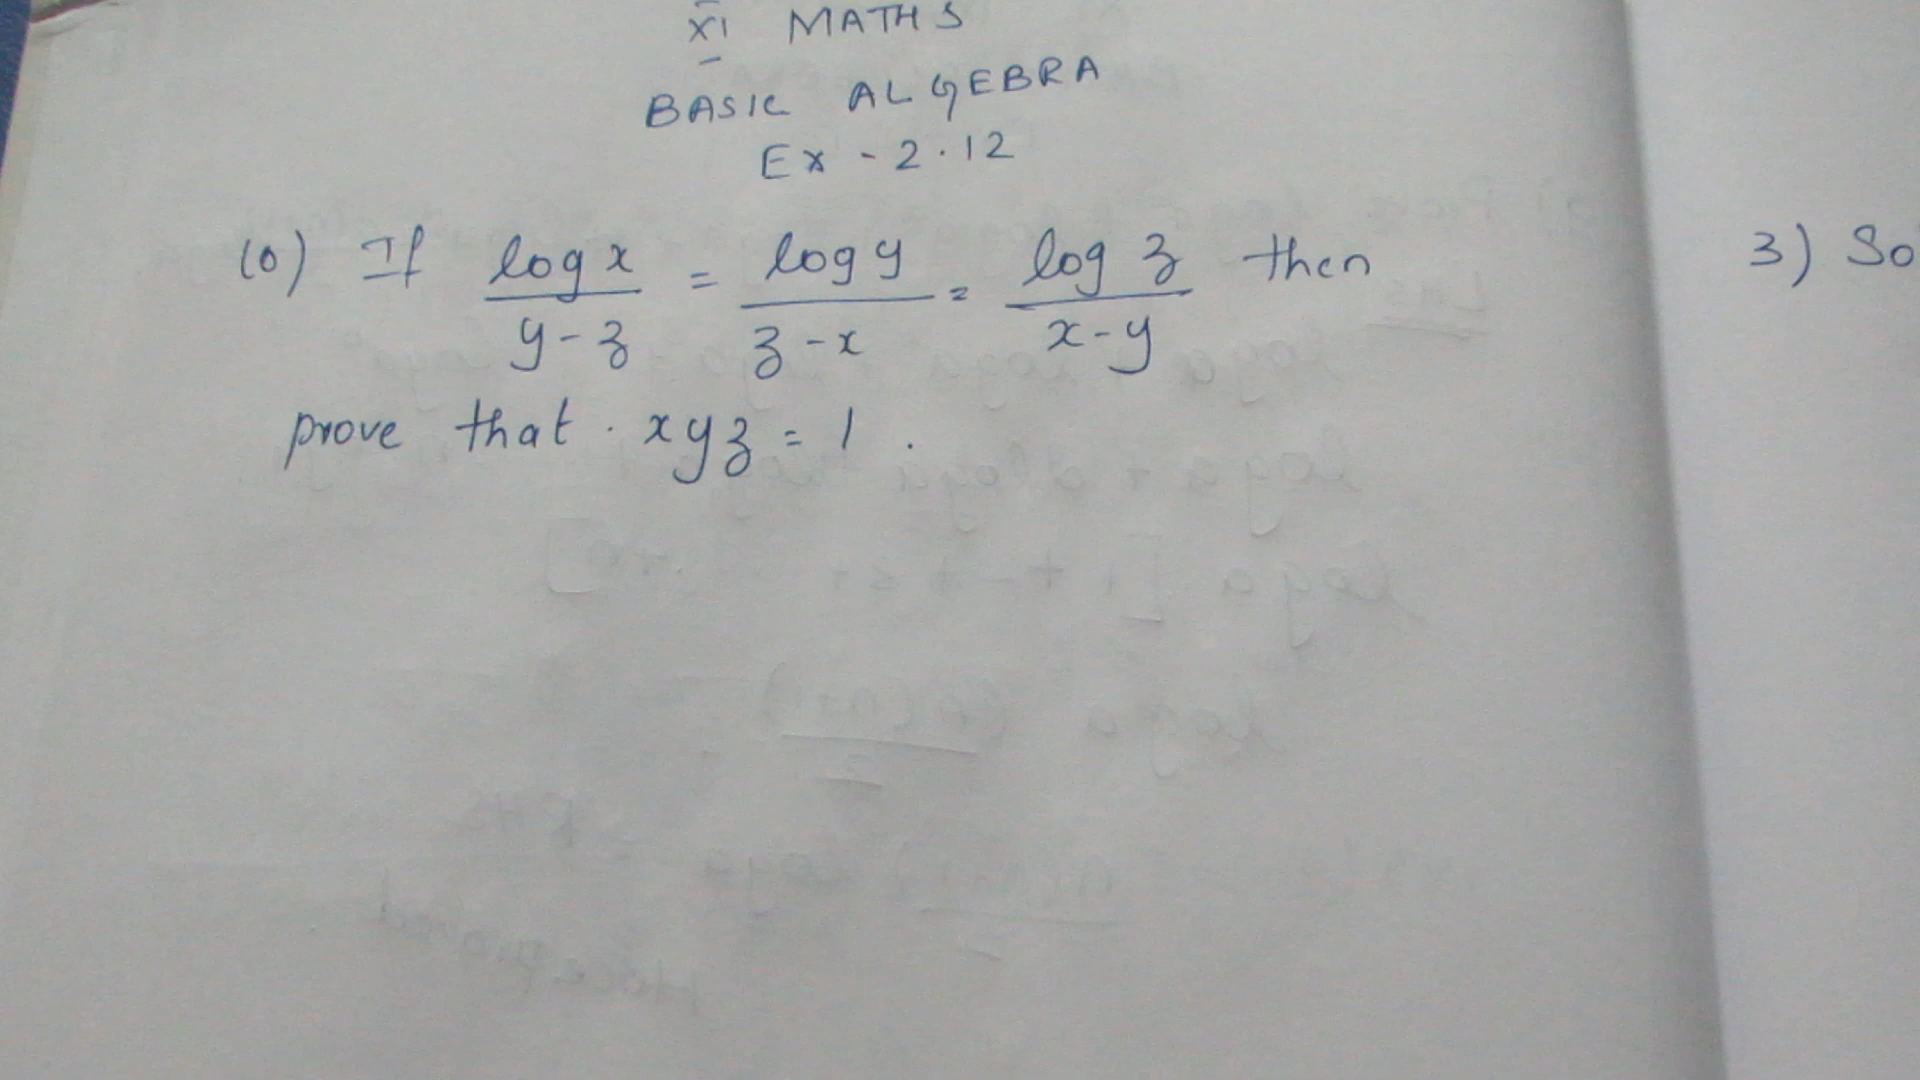 XI MATHS
BASIC ALGEBRA
Ex - 2.12
10) If log x / y - z = log y / z - x = log z / x - y then
prove that . xyz = 1 .
3) So